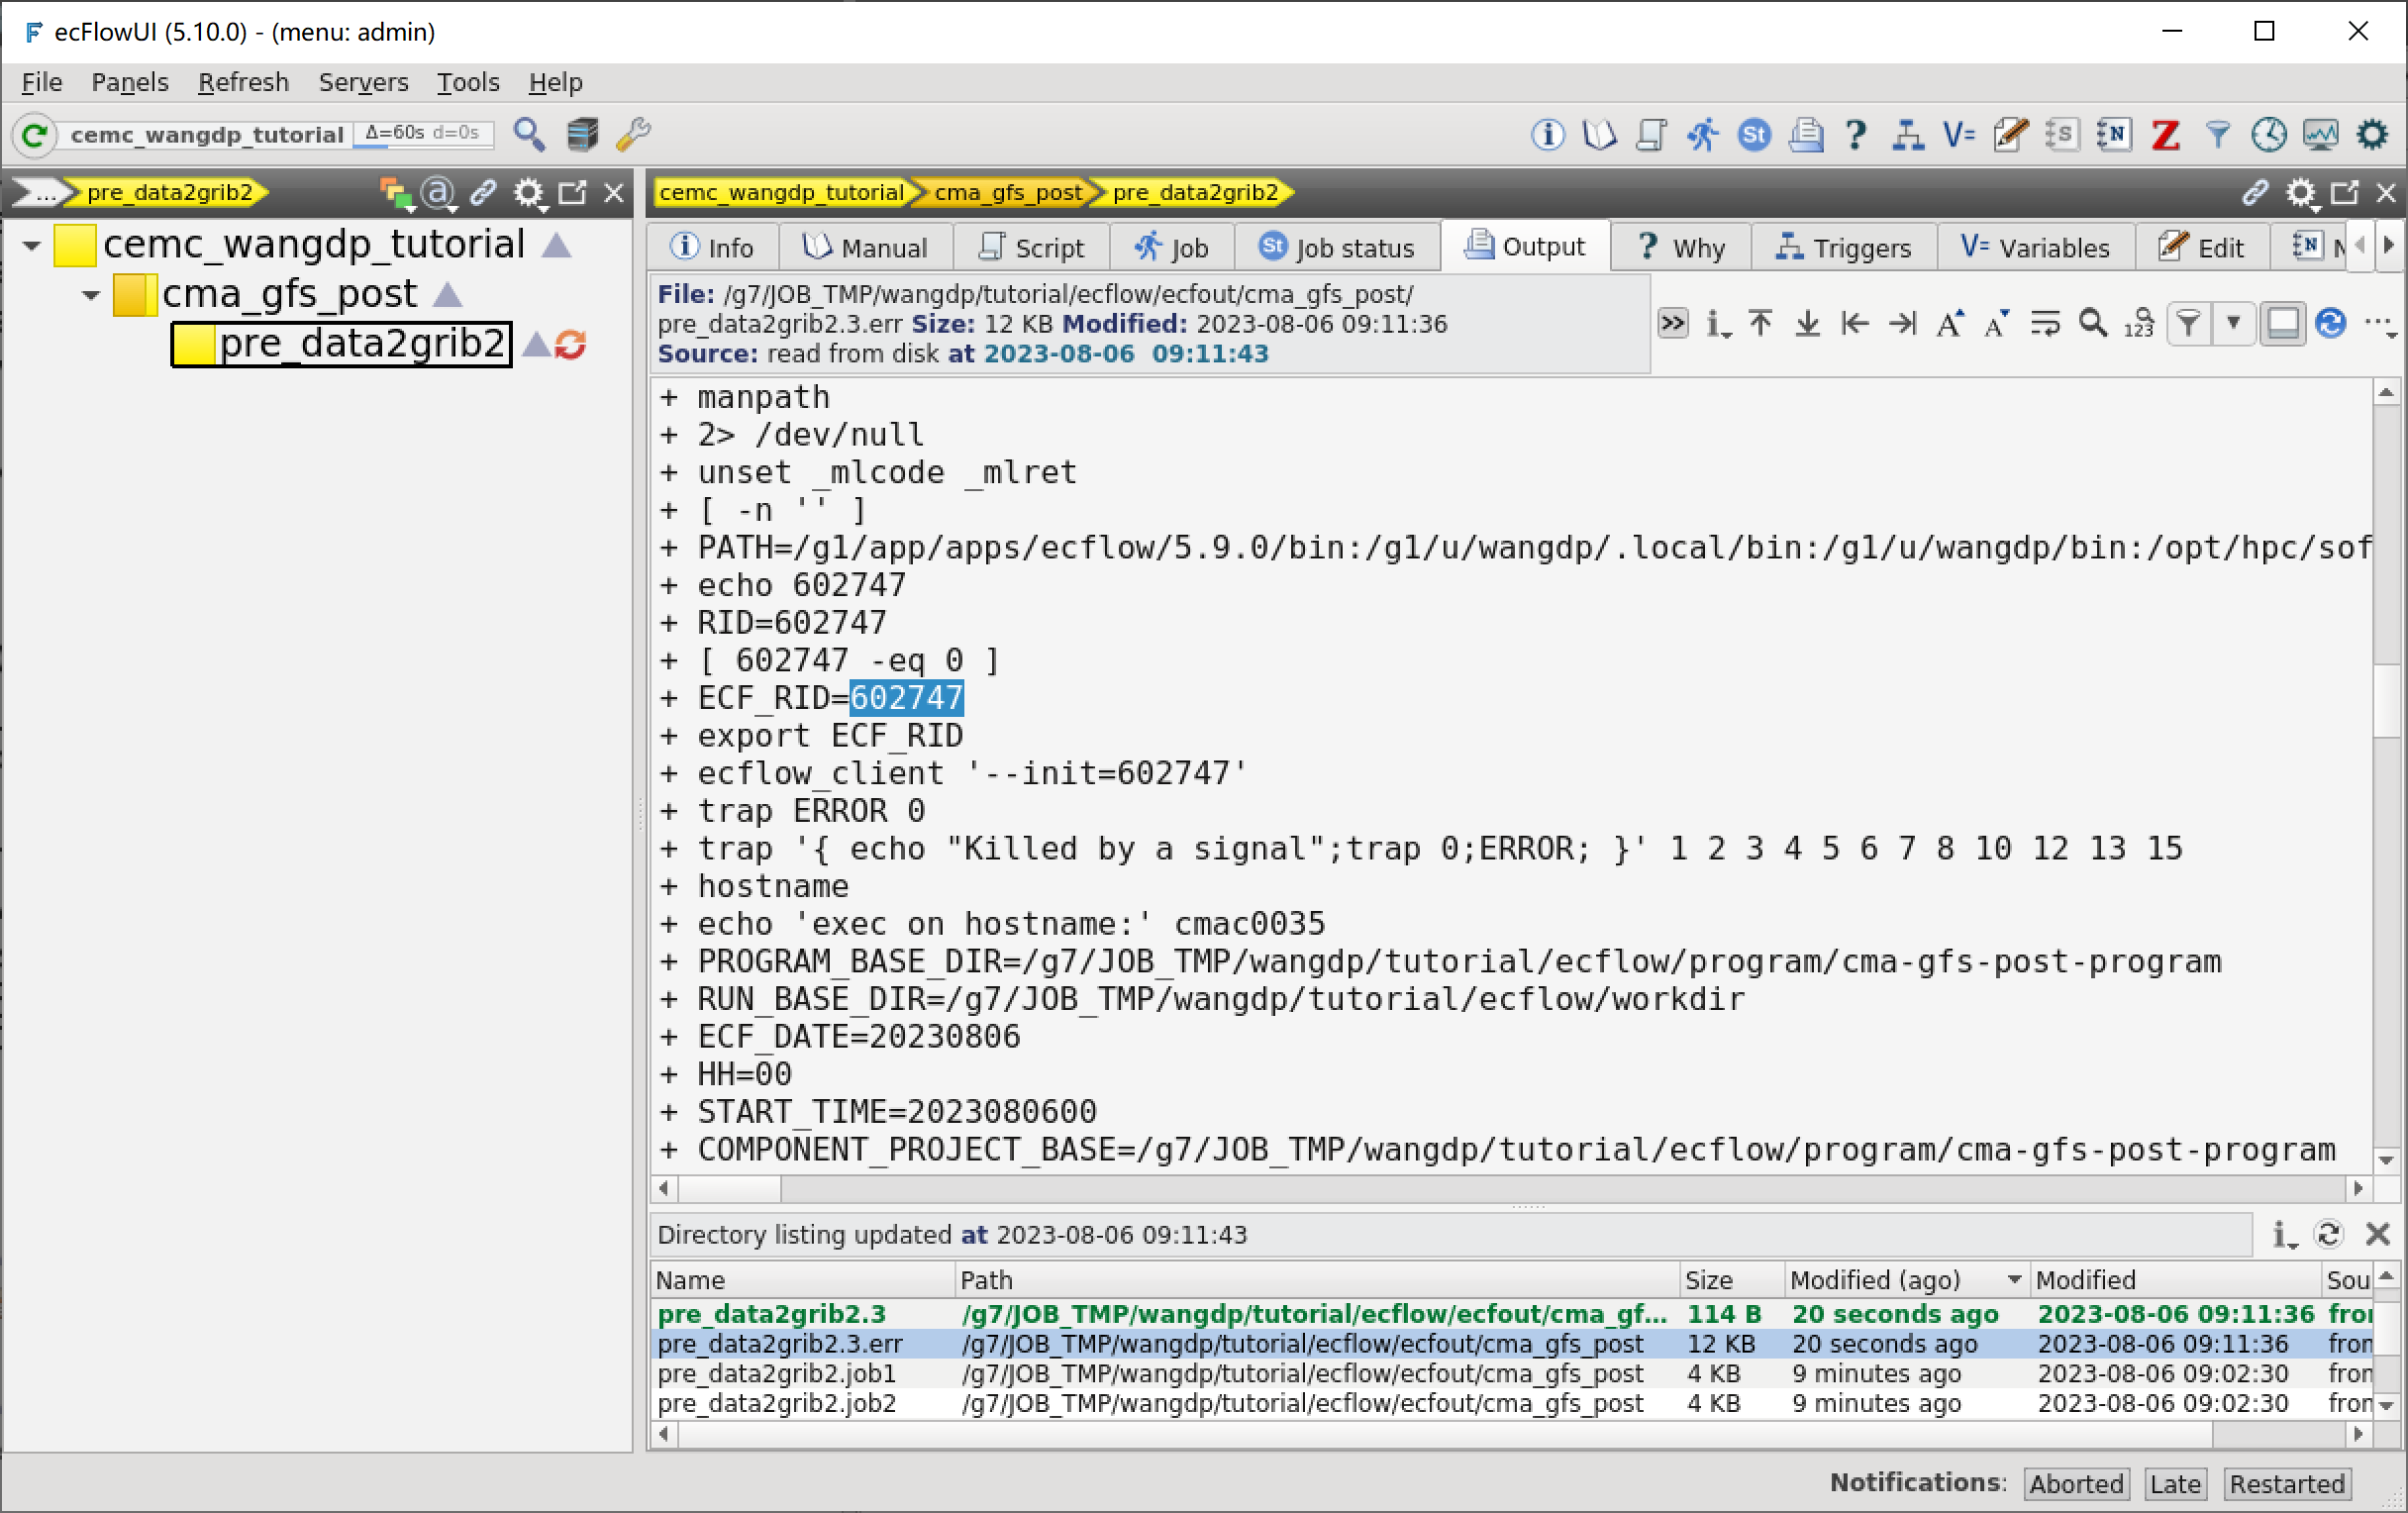 ecFlowUI (5.10.0) - (menu: admin)
File Panels Refresh Servers Tools Help
cemc_wangdp_tutorial Δ=60s d=0s
... pre_data2grib2
cemc_wangdp_tutorial
cma_gfs_post
pre_data2grib2
cemc_wangdp_tutorial cma_gfs_post pre_data2grib2
Info Manual Script Job Job status Output Why Triggers Variables Edit
File: /g7/JOB_TMP/wangdp/tutorial/ecflow/ecfout/cma_gfs_post/
pre_data2grib2.3.err Size: 12 KB Modified: 2023-08-06 09:11:36
Source: read from disk at 2023-08-06 09:11:43
+ manpath
+ 2> /dev/null
+ unset _mlcode _mlret
+ [ -n '' ]
+ PATH=/g1/app/apps/ecflow/5.9.0/bin:/g1/u/wangdp/.local/bin:/g1/u/wangdp/bin:/opt/hpc/sof
+ echo 602747
+ RID=602747
+ [ 602747 -eq 0 ]
+ ECF_RID=602747
+ export ECF_RID
+ ecflow_client '--init=602747'
+ trap ERROR 0
+ trap '{ echo "Killed by a signal";trap 0;ERROR; }' 1 2 3 4 5 6 7 8 10 12 13 15
+ hostname
+ echo 'exec on hostname:' cmac0035
+ PROGRAM_BASE_DIR=/g7/JOB_TMP/wangdp/tutorial/ecflow/program/cma-gfs-post-program
+ RUN_BASE_DIR=/g7/JOB_TMP/wangdp/tutorial/ecflow/workdir
+ ECF_DATE=20230806
+ HH=00
+ START_TIME=2023080600
+ COMPONENT_PROJECT_BASE=/g7/JOB_TMP/wangdp/tutorial/ecflow/program/cma-gfs-post-program
Directory listing updated at 2023-08-06 09:11:43
Name Path Size Modified (ago) Modified Sou
pre_data2grib2.3 /g7/JOB_TMP/wangdp/tutorial/ecflow/ecfout/cma_gf... 114 B 20 seconds ago 2023-08-06 09:11:36 fror
pre_data2grib2.3.err /g7/JOB_TMP/wangdp/tutorial/ecflow/ecfout/cma_gfs_post 12 KB 20 seconds ago 2023-08-06 09:11:36 fror
pre_data2grib2.job1 /g7/JOB_TMP/wangdp/tutorial/ecflow/ecfout/cma_gfs_post 4 KB 9 minutes ago 2023-08-06 09:02:30 fror
pre_data2grib2.job2 /g7/JOB_TMP/wangdp/tutorial/ecflow/ecfout/cma_gfs_post 4 KB 9 minutes ago 2023-08-06 09:02:30 fror
Notifications: Aborted Late Restarted